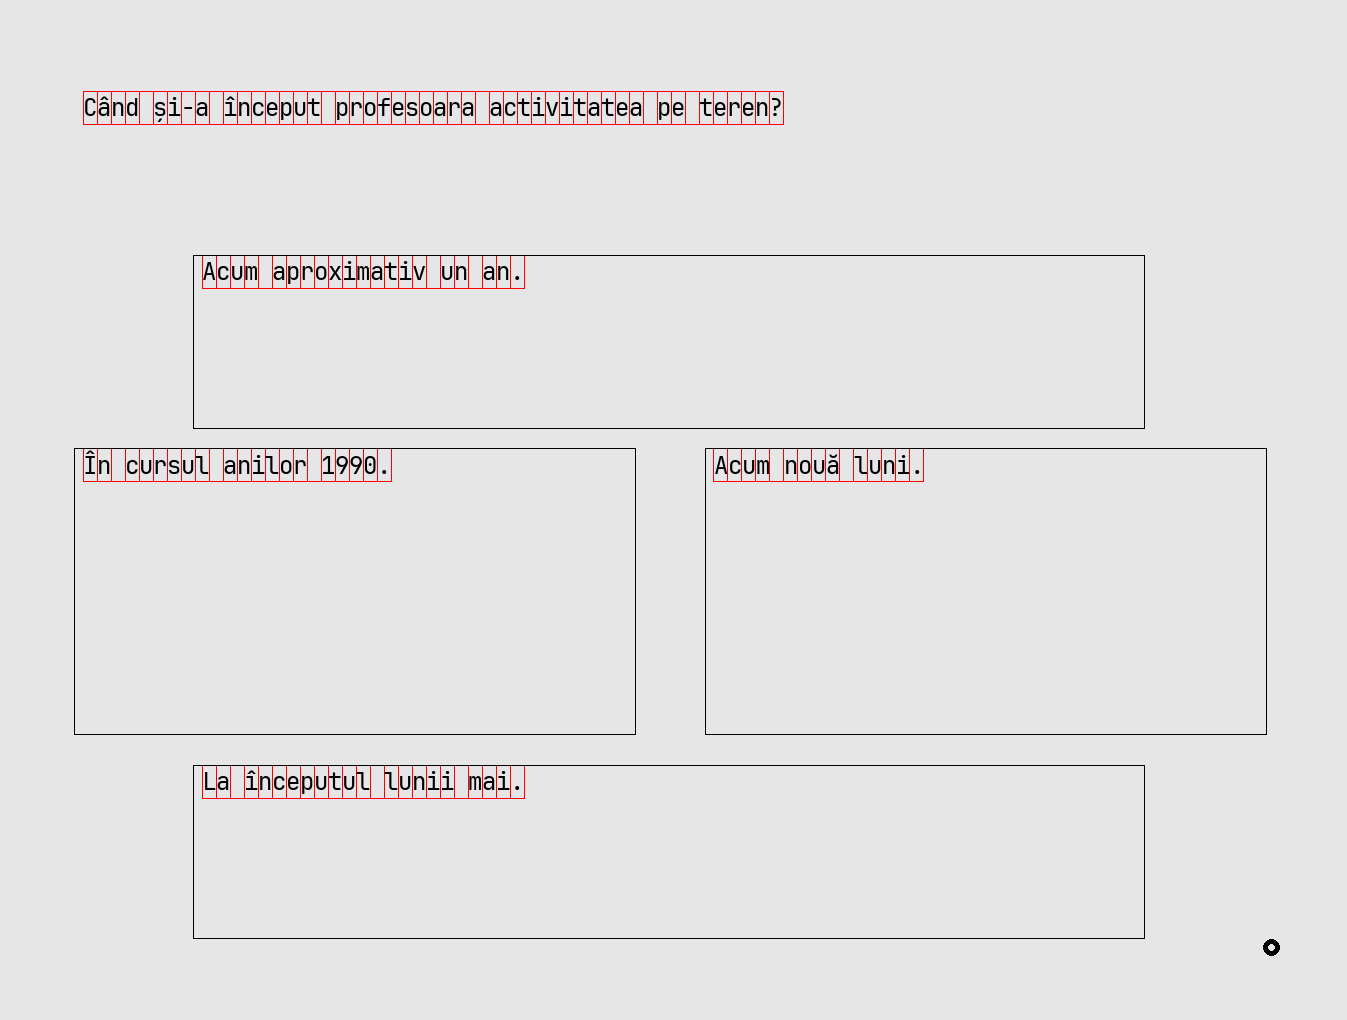 Când și-a început profesoara activitatea pe teren?
Acum aproximativ un an.
În cursul anilor 1990.
Acum nouă luni.
La începutul lunii mai.